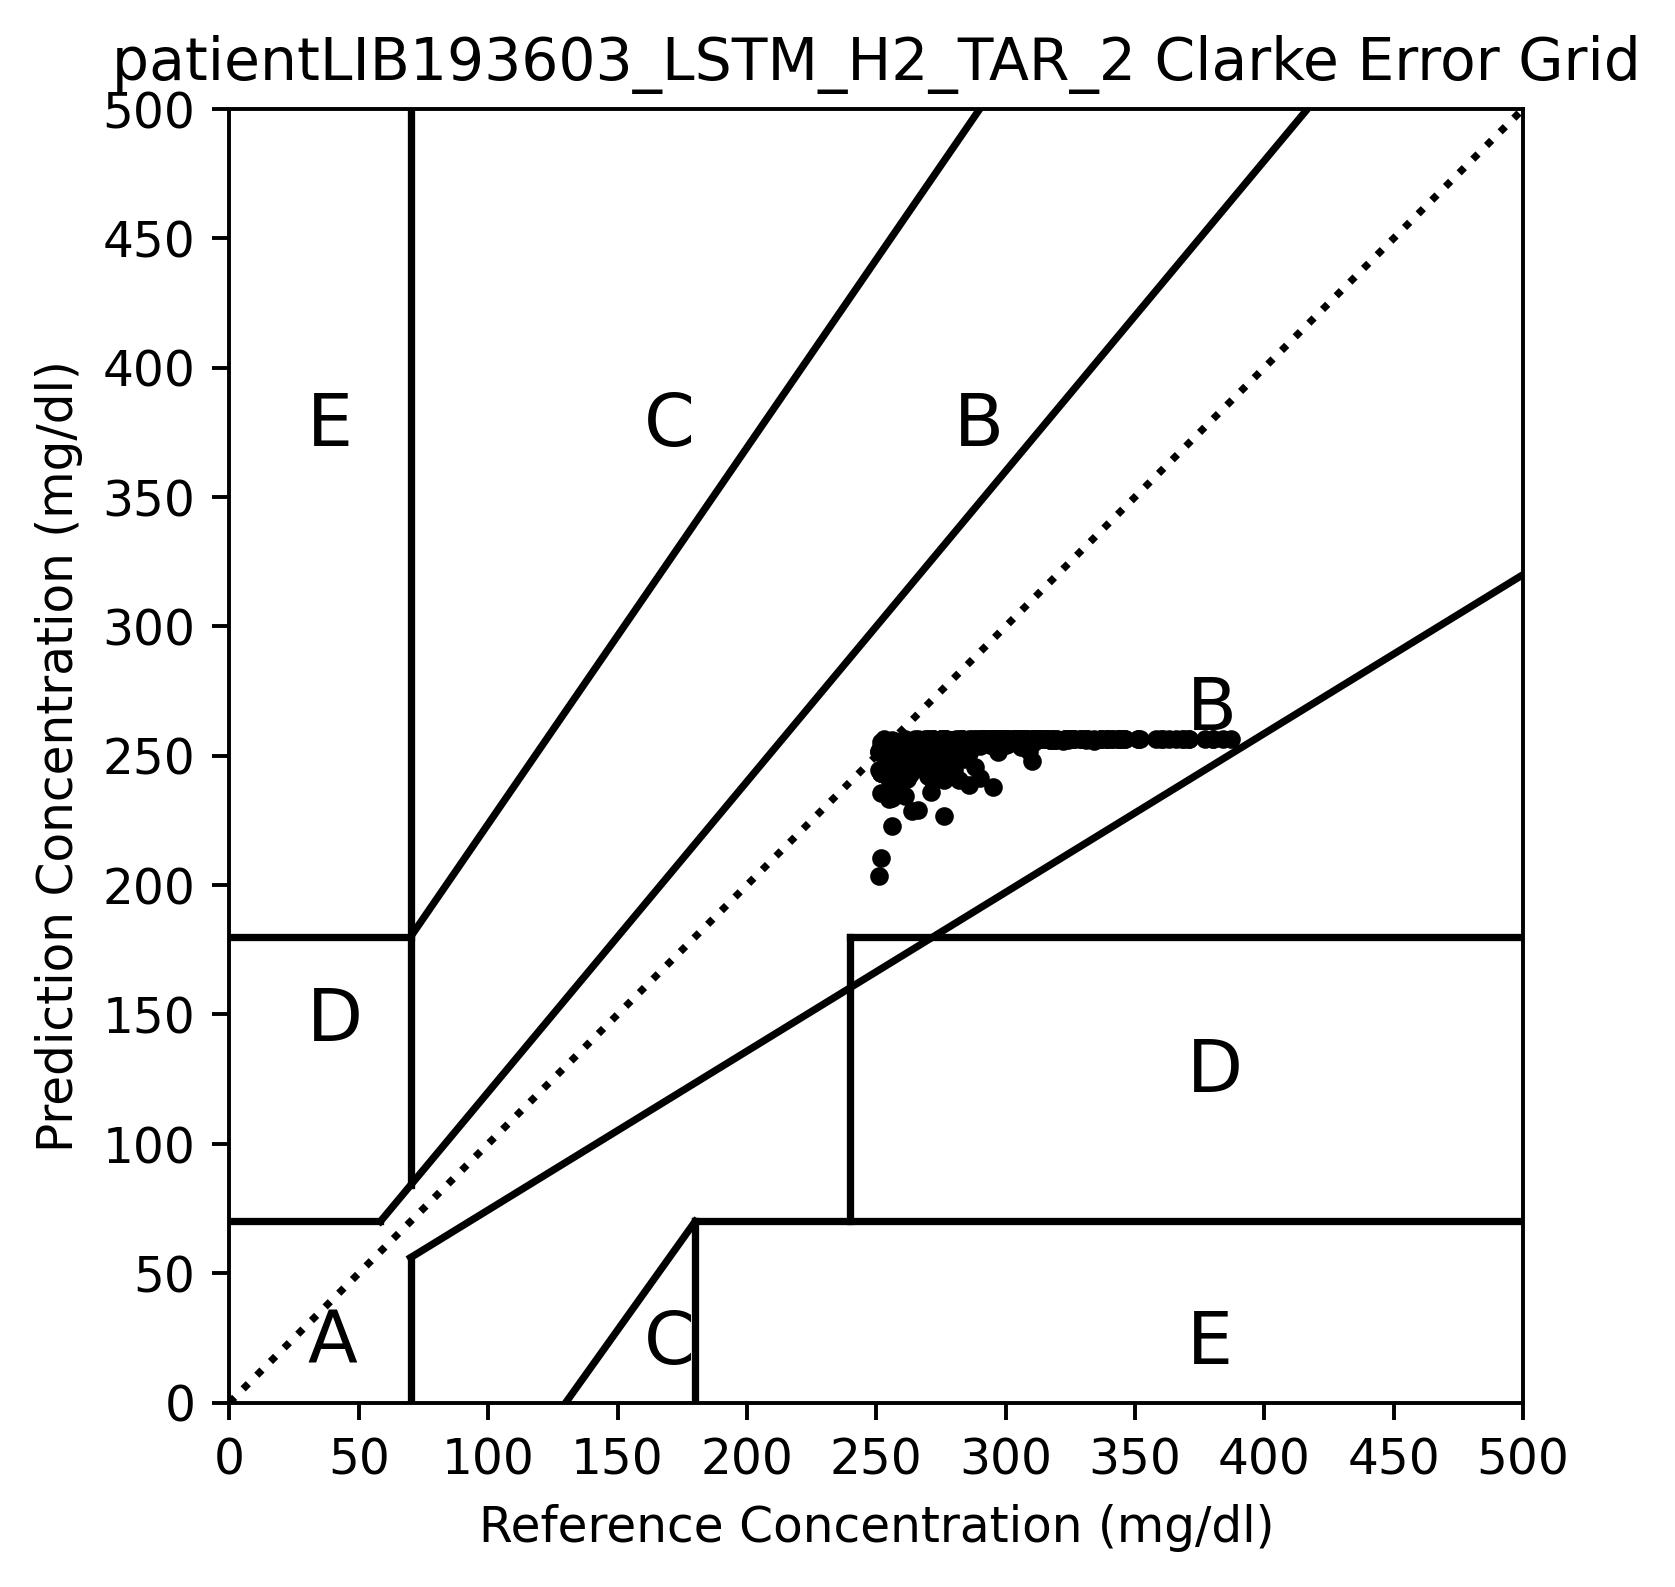 patientLIB193603_LSTM_H2_TAR_2 Clarke Error Grid
500
450
400
350
300
250
200
150
100
50
0
Prediction Concentration (mg/dl)
E
C
B
B
D
D
A
C
E
0 50 100 150 200 250 300 350 400 450 500
Reference Concentration (mg/dl)